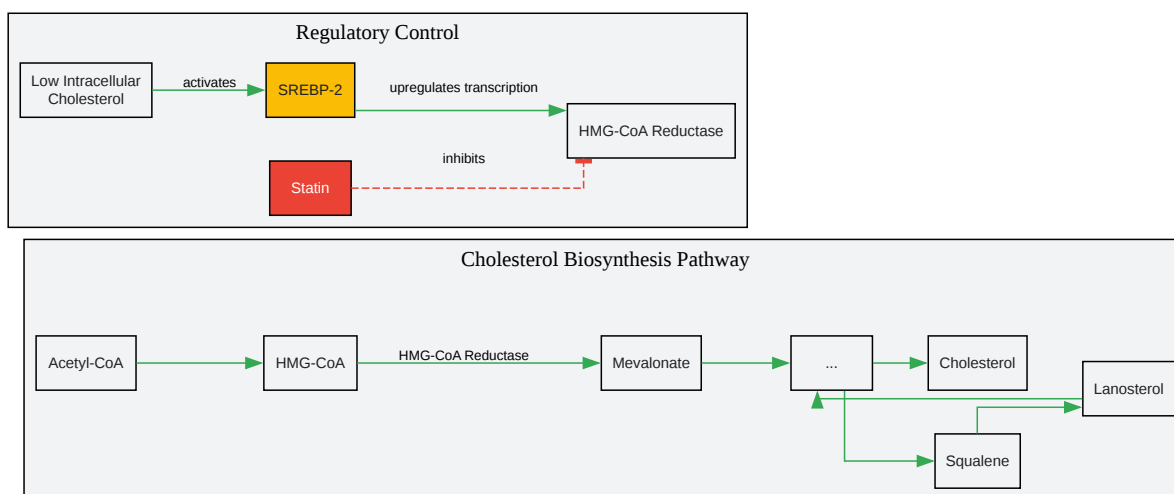 Regulatory Control
Low Intracellular
Cholesterol
activates
SREBP-2
upregulates transcription
HMG-CoA Reductase
inhibits
Statin
Cholesterol Biosynthesis Pathway
Acetyl-CoA
HMG-CoA
HMG-CoA Reductase
Mevalonate
...
Cholesterol
Lanosterol
Squalene